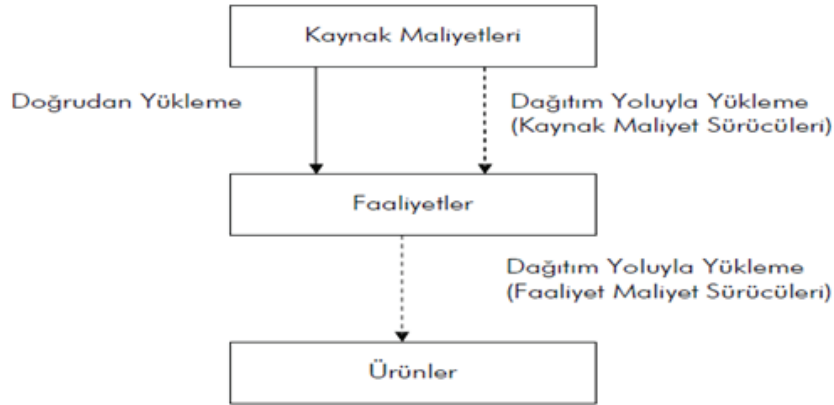 Kaynak Maliyetleri
Doğrudan Yükleme
Dağıtım Yoluyla Yükleme
(Kaynak Maliyet Sürücüleri)
Faaliyetler
Dağıtım Yoluyla Yükleme
(Faaliyet Maliyet Sürücüleri)
Ürünler